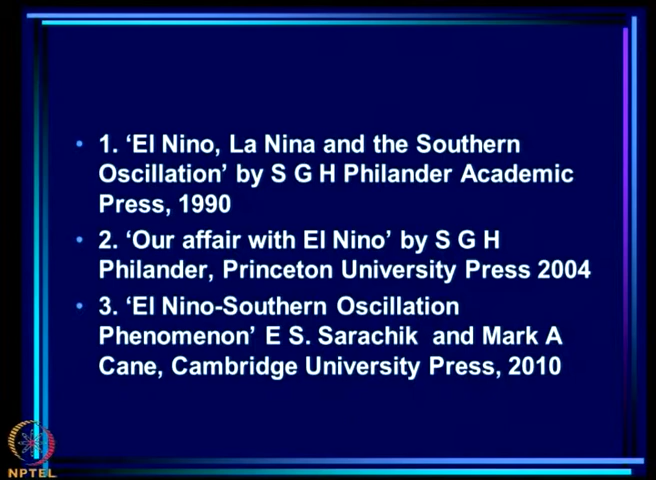 • 1. ‘El Nino, La Nina and the Southern
Oscillation’ by S G H Philander Academic
Press, 1990
• 2. ‘Our affair with El Nino’ by S G H
Philander, Princeton University Press 2004
• 3. ‘El Nino-Southern Oscillation
Phenomenon’ E S. Sarachik and Mark A
Cane, Cambridge University Press, 2010
NPTEL